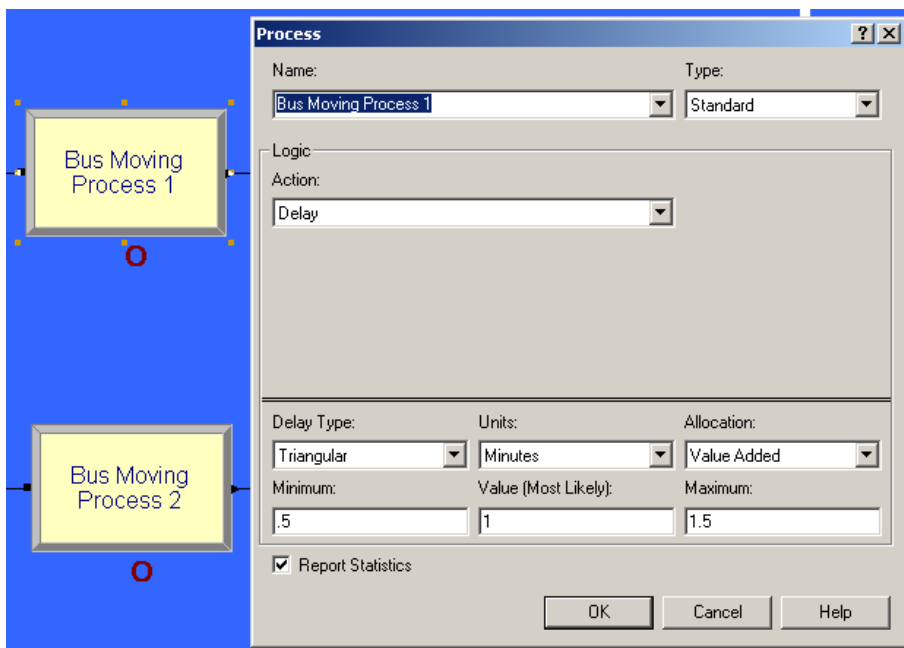 Bus Moving
Process 1
0
Bus Moving
Process 2
0
Process
Name:
Type:
Bus Moving Process 1
Standard
Logic
Action:
Delay
Delay Type:
Units:
Allocation:
Triangular
Minutes
Value Added
Minimum:
Value (Most Likely):
Maximum:
.5
1
1.5
Report Statistics
OK
Cancel
Help